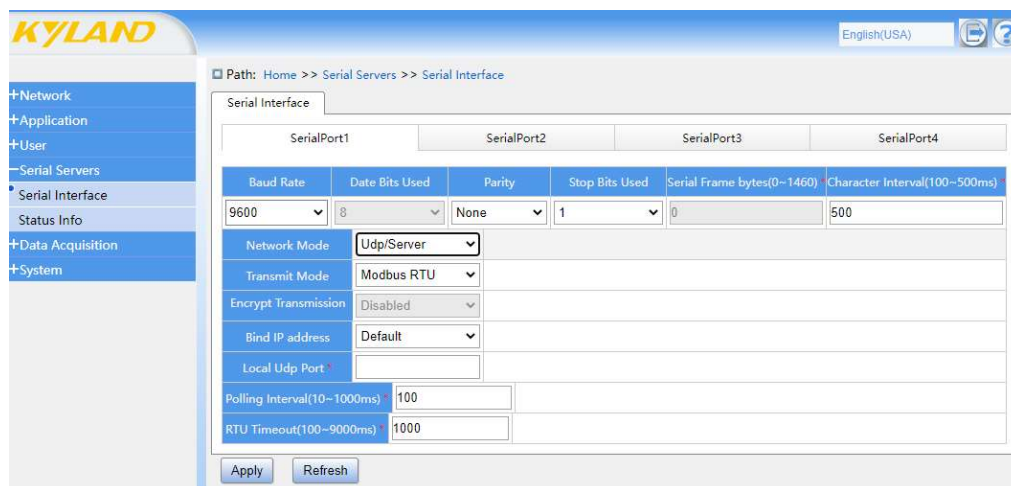 KYLAND
English(USA)
?
Path: Home >> Serial Servers >> Serial Interface
+Network
+Application
+User
−Serial Servers
Serial Interface
Status Info
+Data Acquisition
+System
Serial Interface
SerialPort1 SerialPort2 SerialPort3 SerialPort4
Baud Rate Date Bits Used Parity Stop Bits Used Serial Frame bytes(0~1460) * Character Interval(100~500ms) *
9600 8 None 1 0 500
Network Mode Udp/Server
Transmit Mode Modbus RTU
Encrypt Transmission Disabled
Bind IP address Default
Local Udp Port *
Polling Interval(10~1000ms) * 100
RTU Timeout(100~9000ms) * 1000
Apply Refresh